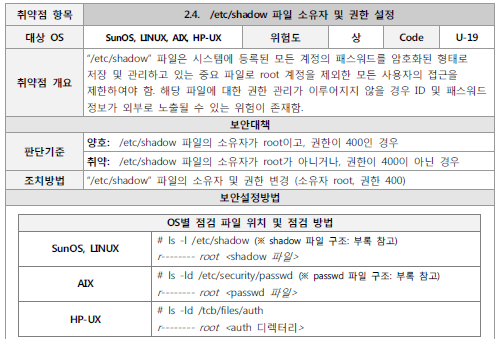 취약점 항목 2.4. /etc/shadow 파일 소유자 및 권한 설정
대상 OS SunOS, LINUX, AIX, HP-UX 위험도 상 Code U-19
취약점 개요 "/etc/shadow" 파일은 시스템에 등록된 모든 계정의 패스워드를 암호화된 형태로
저장 및 관리하고 있는 중요 파일로 root 계정을 제외한 모든 사용자의 접근을
제한하여야 함. 해당 파일에 대한 권한 관리가 이루어지지 않을 경우 ID 및 패스워드
정보가 외부로 노출될 수 있는 위험이 존재함.
보안대책
판단기준 양호: /etc/shadow 파일의 소유자가 root이고, 권한이 400인 경우
취약: /etc/shadow 파일의 소유자가 root가 아니거나, 권한이 400이 아닌 경우
조치방법 "/etc/shadow" 파일의 소유자 및 권한 변경 (소유자 root, 권한 400)
보안설정방법
OS별 점검 파일 위치 및 점검 방법
SunOS, LINUX # ls -l /etc/shadow (※ shadow 파일 구조: 부록 참고)
r-------- root <shadow 파일>
AIX # ls -ld /etc/security/passwd (※ passwd 파일 구조: 부록 참고)
r-------- root <passwd 파일>
HP-UX # ls -ld /tcb/files/auth
r-------- root <auth 디렉터리>